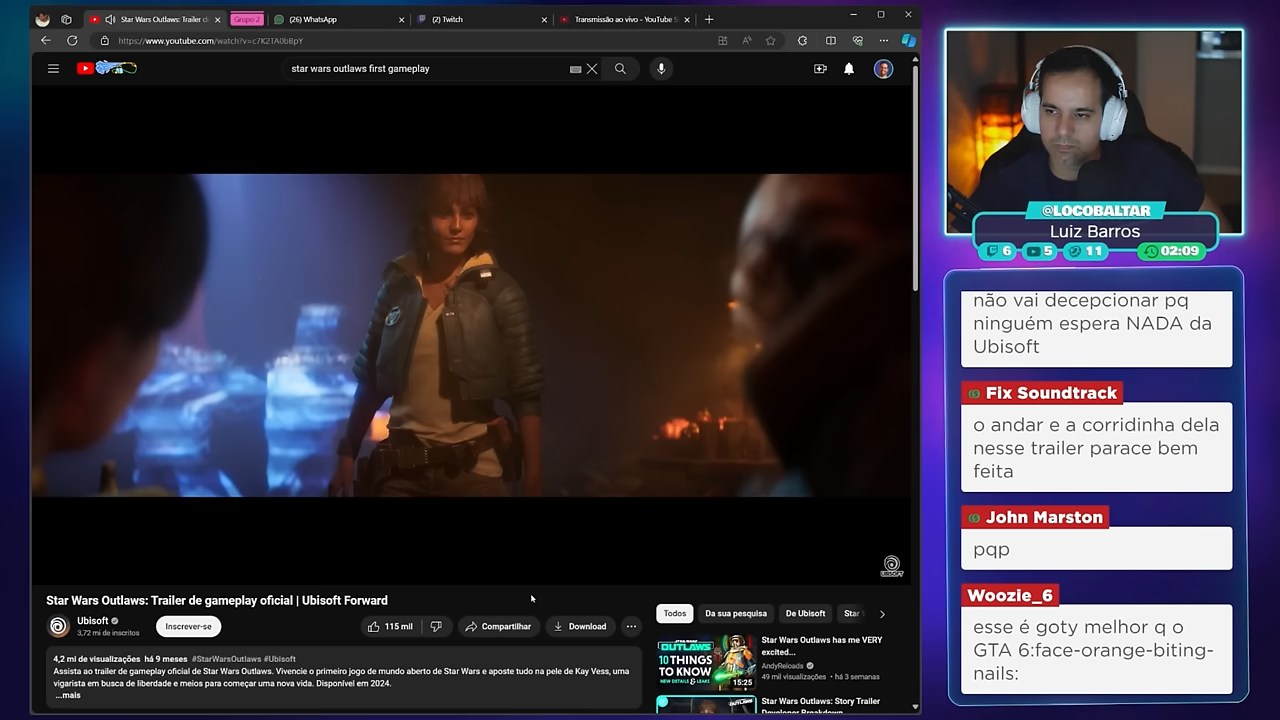 Star Wars Outlaws: Trailer d
Grupo 2
(26) WhatsApp
(2) Twitch
Transmissão ao vivo - YouTube S
https://www.youtube.com/watch?v=c7K2TA0bBpY
star wars outlaws first gameplay
UBISOFT
Star Wars Outlaws: Trailer de gameplay oficial | Ubisoft Forward
Ubisoft
3,72 mi de inscritos
Inscrever-se
115 mil
Compartilhar
Download
4,2 mi de visualizações há 9 meses #StarWarsOutlaws #Ubisoft
Assista ao trailer de gameplay oficial de Star Wars Outlaws. Vivencie o primeiro jogo de mundo aberto de Star Wars e aposte tudo na pele de Kay Vess, uma
vigarista em busca de liberdade e meios para começar uma nova vida. Disponível em 2024.
...mais
Todos
Da sua pesquisa
De Ubisoft
Star
OUTLAWS
10 THINGS
TO KNOW
NEW DETAILS & LEAKS
15:25
Star Wars Outlaws has me VERY
excited...
AndyReloads
49 mil visualizações • há 3 semanas
Star Wars Outlaws: Story Trailer
Developer Breakdown
@LOCOBALTAR
Luiz Barros
6
5
11
02:09
não vai decepcionar pq
ninguém espera NADA da
Ubisoft
Fix Soundtrack
o andar e a corridinha dela
nesse trailer parace bem
feita
John Marston
pqp
Woozie_6
esse é goty melhor q o
GTA 6:face-orange-biting-
nails: